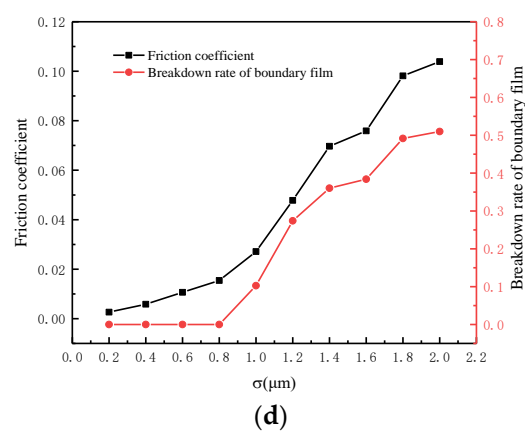 0.12
0.10
0.08
0.06
0.04
0.02
0.00
Friction coefficient
Friction coefficient
Breakdown rate of boundary film
0.8
0.7
0.6
0.5
0.4
0.3
0.2
0.1
0.0
Breakdown rate of boundary film
0.0 0.2 0.4 0.6 0.8 1.0 1.2 1.4 1.6 1.8 2.0 2.2
σ(μm)
(d)